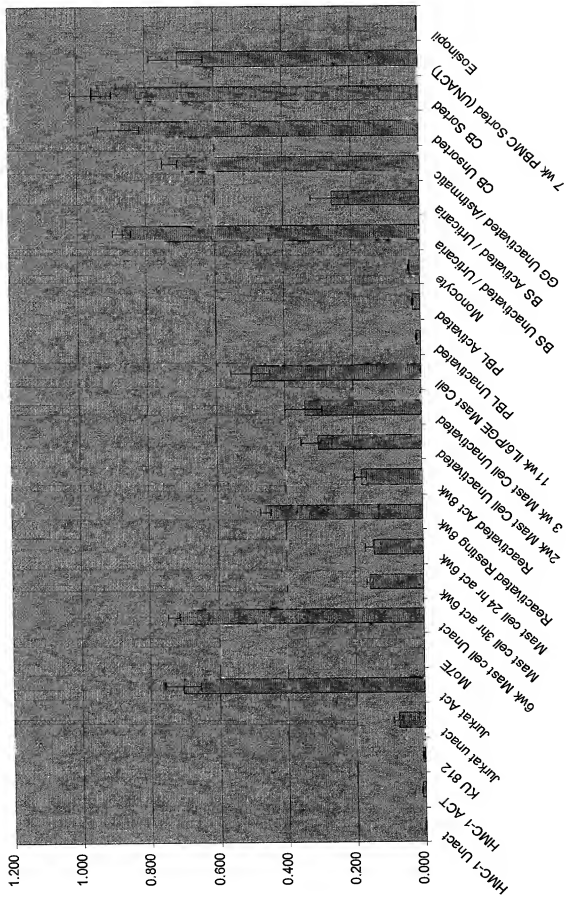 1.200
1.000
0.800
0.600
0.400
0.200
0.000
HMC-1 Unact
HMC-1 ACT
KU 812
Jurkat unact
Jurkat Act
Mo7E
6wk Mast cell Unact
Mast cell 3hr act 6wk
Mast cell 24 hr act 6wk
Reactivated Resting 8wk
Reactivated Act 8wk
2wk Mast Cell Unactivated
3 wk Mast Cell Unactivated
11wk IL6/PGE Mast Cell
PBL Unactivated
PBL Activated
Monocyte
BS Unactivated / Urticaria
BS Activated / Urticaria
GG Unactivated /Asthmatic
CB Unsorted
CB Sorted
7 wk PBMC Sorted (UNACT)
Eosinopil